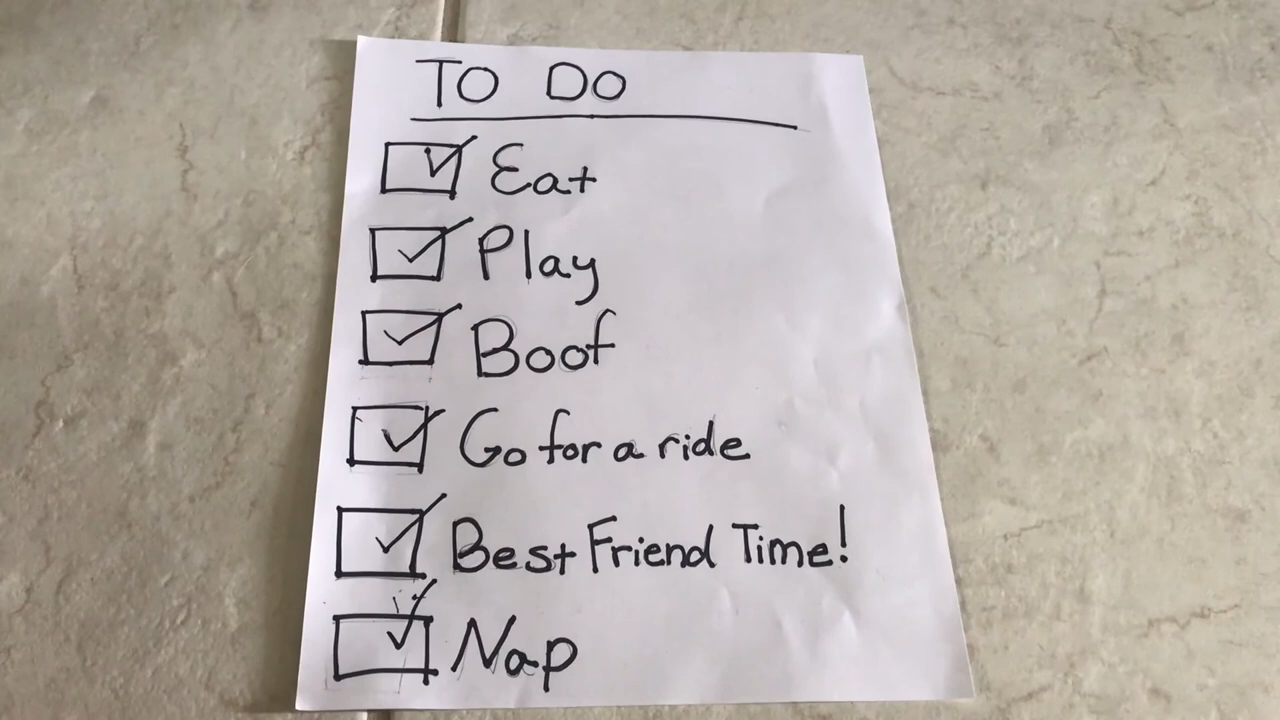 TO DO
Eat
Play
Boof
Go for a ride
Best Friend Time!
Nap